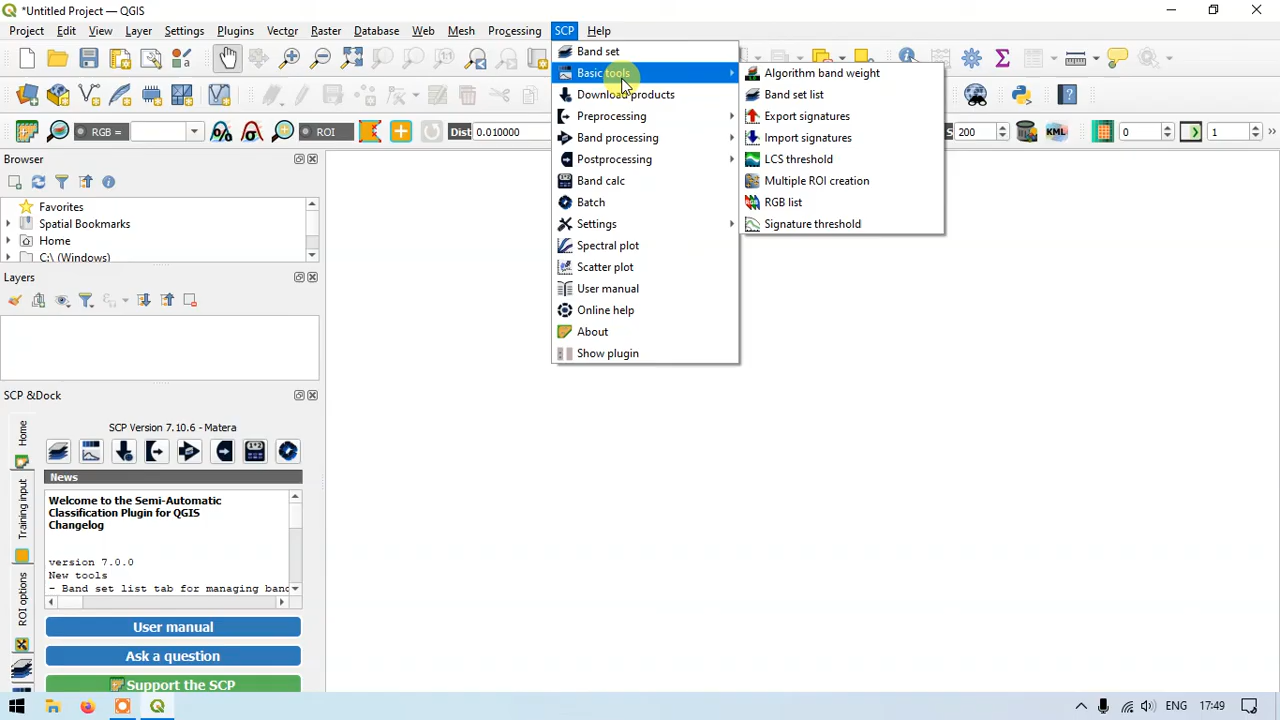 *Untitled Project — QGIS
Project Edit View Layer Settings Plugins Vector Raster Database Web Mesh Processing SCP Help
Band set
Basic tools
Download products
Preprocessing
Band processing
Postprocessing
Band calc
Batch
Settings
Spectral plot
Scatter plot
User manual
Online help
About
Show plugin
Algorithm band weight
Band set list
Export signatures
Import signatures
LCS threshold
Multiple ROI creation
RGB list
Signature threshold
RGB = ROI Dist 0.010000 S 200 KML 0 1 »
Browser
Favorites
Spatial Bookmarks
Home
C:\ (Windows)
Layers
SCP &Dock
Home
Training input
ROI options
SCP Version 7.10.6 - Matera
News
Welcome to the Semi-Automatic
Classification Plugin for QGIS
Changelog
version 7.0.0
New tools
- Band set list tab for managing band
User manual
Ask a question
Support the SCP
ENG 17:49